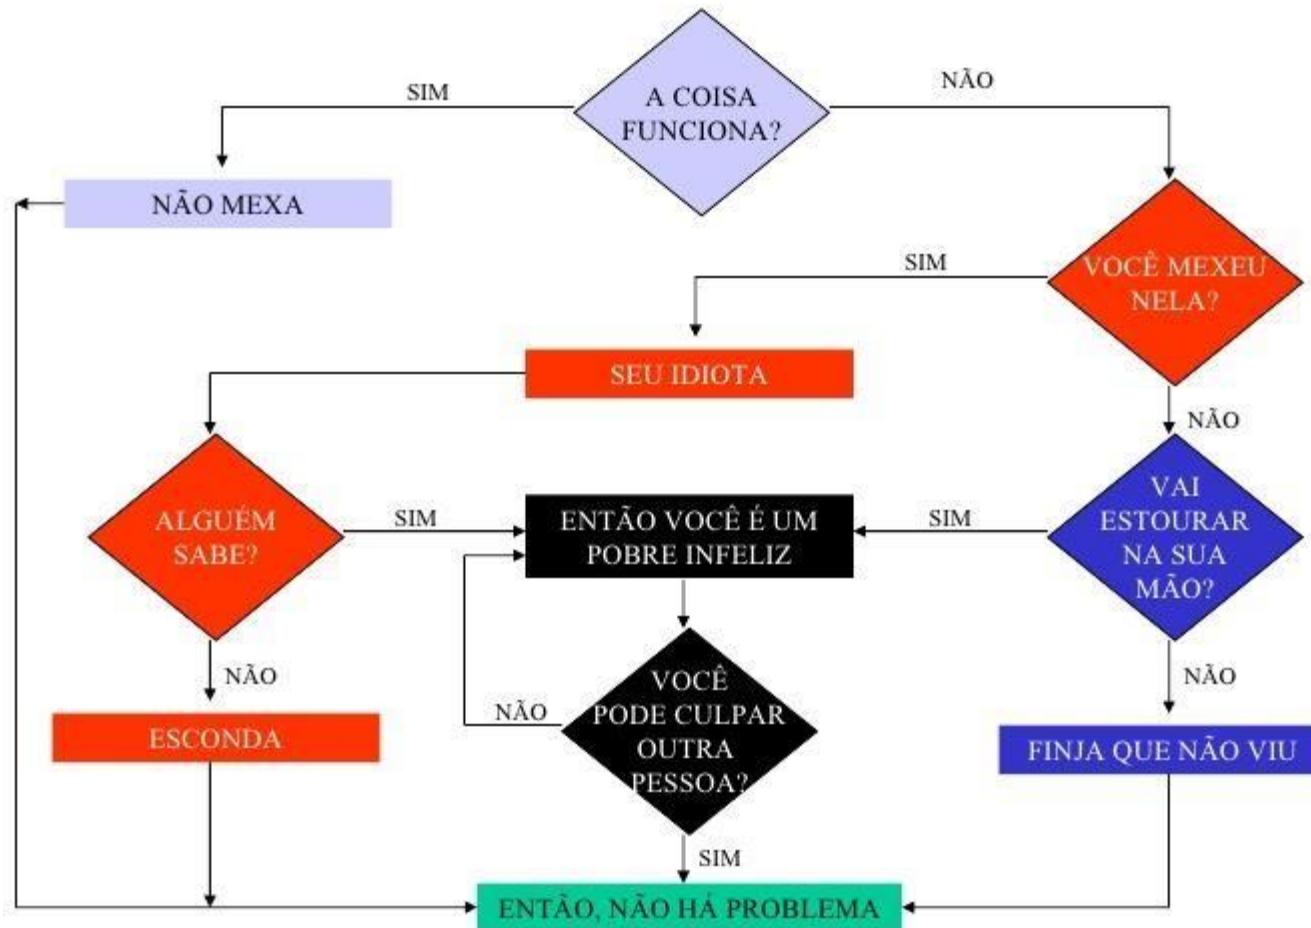 A COISA
FUNCIONA?
SIM
NÃO
NÃO MEXA
VOCÊ MEXEU
NELA?
SIM
SEU IDIOTA
NÃO
ALGUÉM
SABE?
SIM
ENTÃO VOCÊ É UM
POBRE INFELIZ
SIM
VAI
ESTOURAR
NA SUA
MÃO?
NÃO
ESCONDA
NÃO
VOCÊ
PODE CULPAR
OUTRA
PESSOA?
NÃO
FINJA QUE NÃO VIU
SIM
ENTÃO, NÃO HÁ PROBLEMA